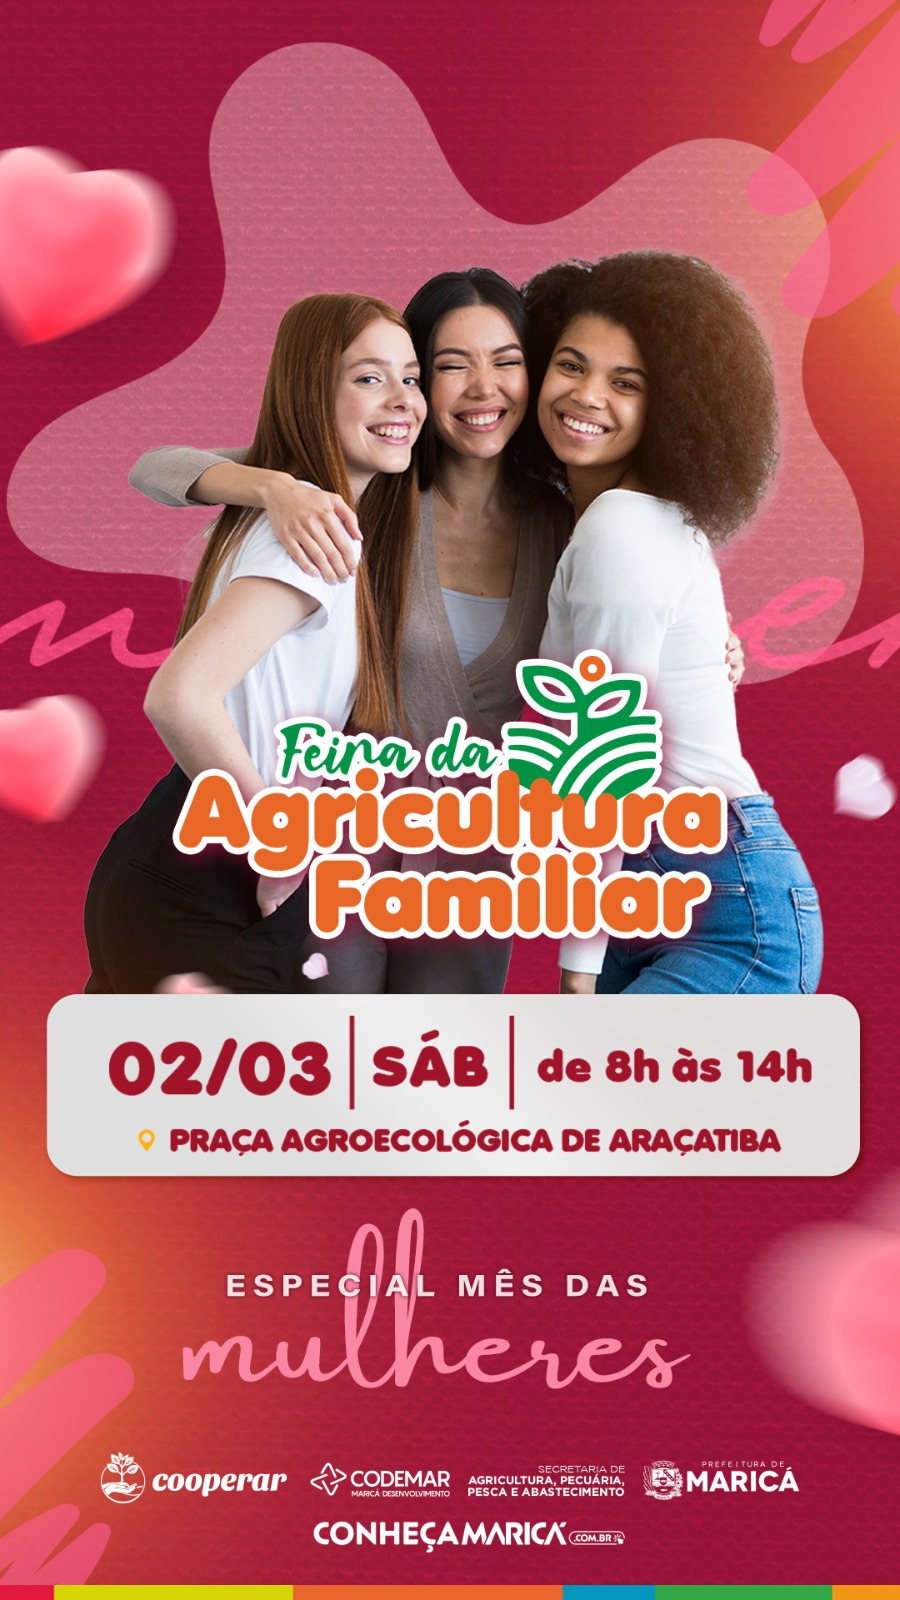 Feira da
Agricultura
Familiar
02/03 SÁB de 8h às 14h
PRAÇA AGROECOLÓGICA DE ARAÇATIBA
ESPECIAL MÊS DAS
mulheres
cooperar
CODEMAR
MARICÁ DESENVOLVIMENTO
SECRETARIA DE
AGRICULTURA, PECUÁRIA,
PESCA E ABASTECIMENTO
PREFEITURA DE
MARICÁ
CONHEÇAMARICÁ .COM.BR